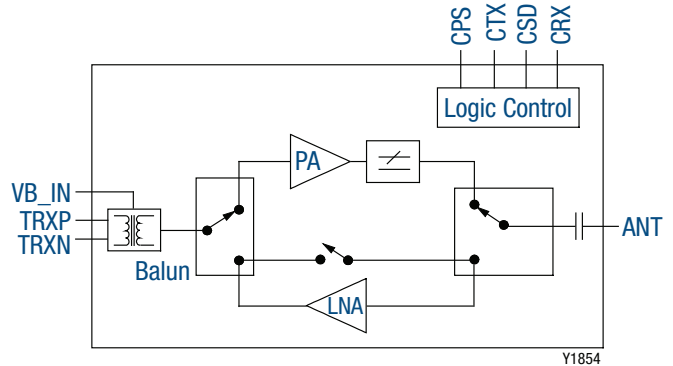 CPS
CTX
CSD
CRX
Logic Control
PA
VB_IN
TRXP
TRXN
ANT
Balun
LNA
Y1854